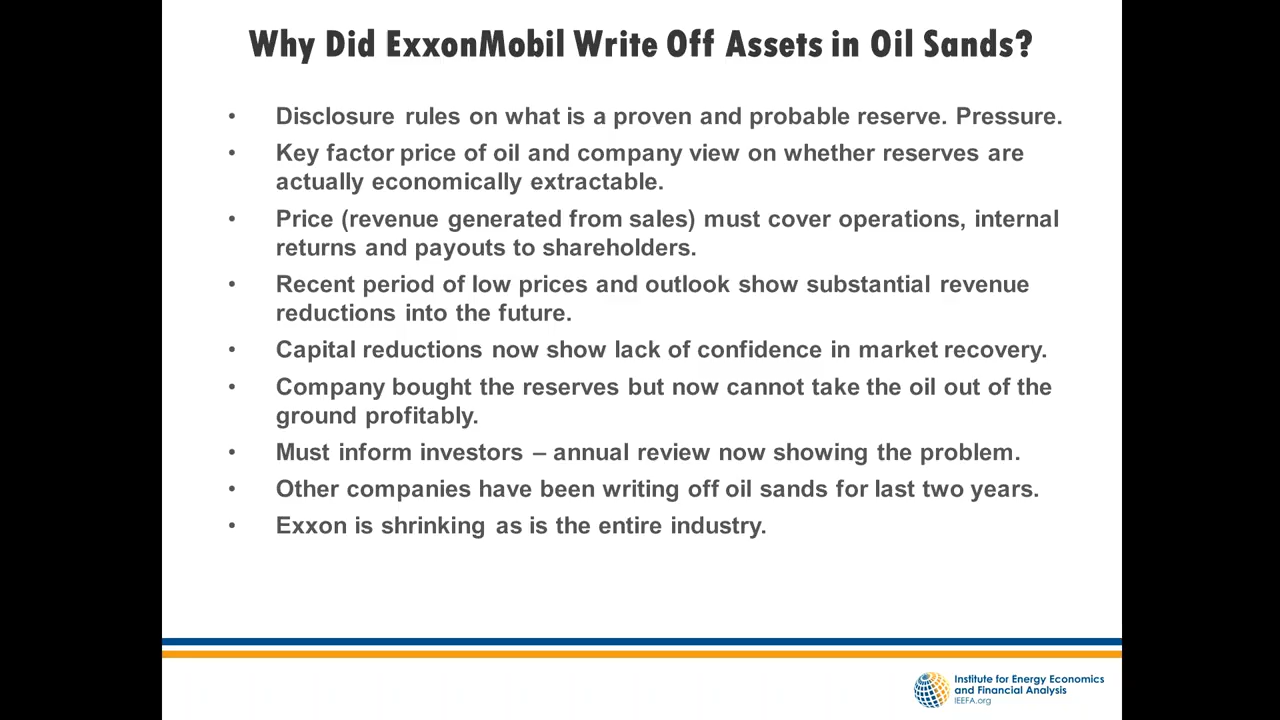 Why Did ExxonMobil Write Off Assets in Oil Sands?
• Disclosure rules on what is a proven and probable reserve. Pressure.
• Key factor price of oil and company view on whether reserves are
actually economically extractable.
• Price (revenue generated from sales) must cover operations, internal
returns and payouts to shareholders.
• Recent period of low prices and outlook show substantial revenue
reductions into the future.
• Capital reductions now show lack of confidence in market recovery.
• Company bought the reserves but now cannot take the oil out of the
ground profitably.
• Must inform investors – annual review now showing the problem.
• Other companies have been writing off oil sands for last two years.
• Exxon is shrinking as is the entire industry.
Institute for Energy Economics
and Financial Analysis
IEEFA.org